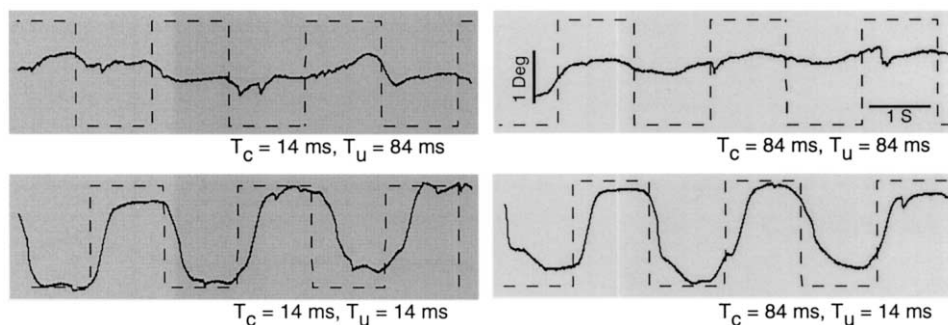 1 Deg
1 S
T_c = 14 ms, T_u = 84 ms
T_c = 84 ms, T_u = 84 ms
T_c = 14 ms, T_u = 14 ms
T_c = 84 ms, T_u = 14 ms